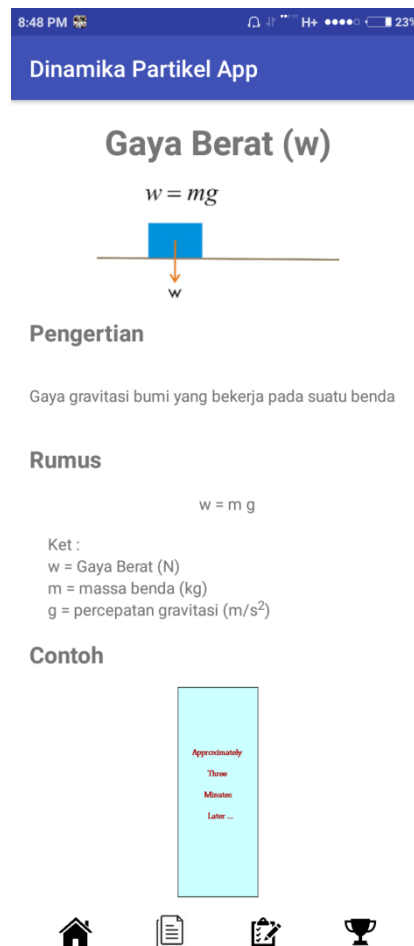 8:48 PM
H+
23%
Dinamika Partikel App
Gaya Berat (w)
w = mg
w
Pengertian
Gaya gravitasi bumi yang bekerja pada suatu benda
Rumus
w = m g
Ket :
w = Gaya Berat (N)
m = massa benda (kg)
g = percepatan gravitasi (m/s²)
Contoh
Approximately
Three
Minutes
Later ...